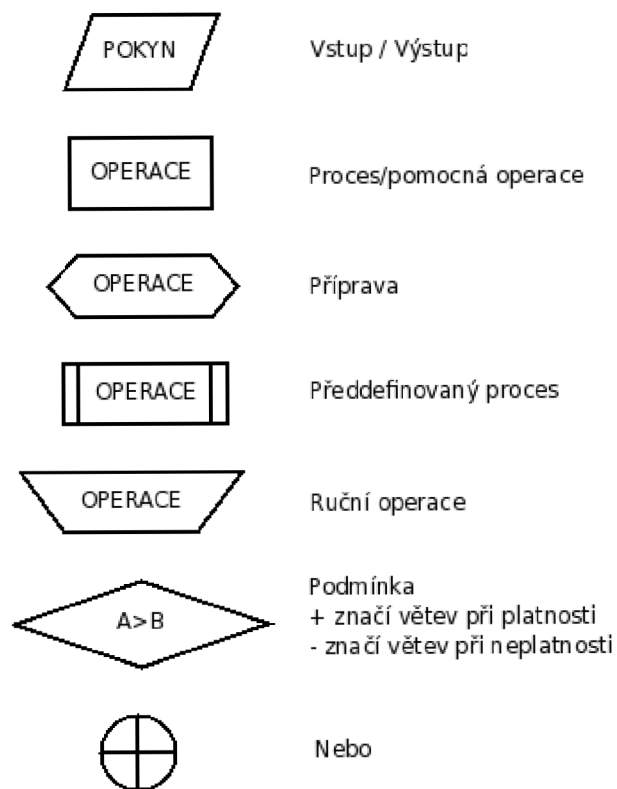 POKYN Vstup / Výstup
OPERACE Proces/pomocná operace
OPERACE Příprava
OPERACE Předdefinovaný proces
OPERACE Ruční operace
A>B Podmínka
+ značí větev při platnosti
- značí větev při neplatnosti
Nebo